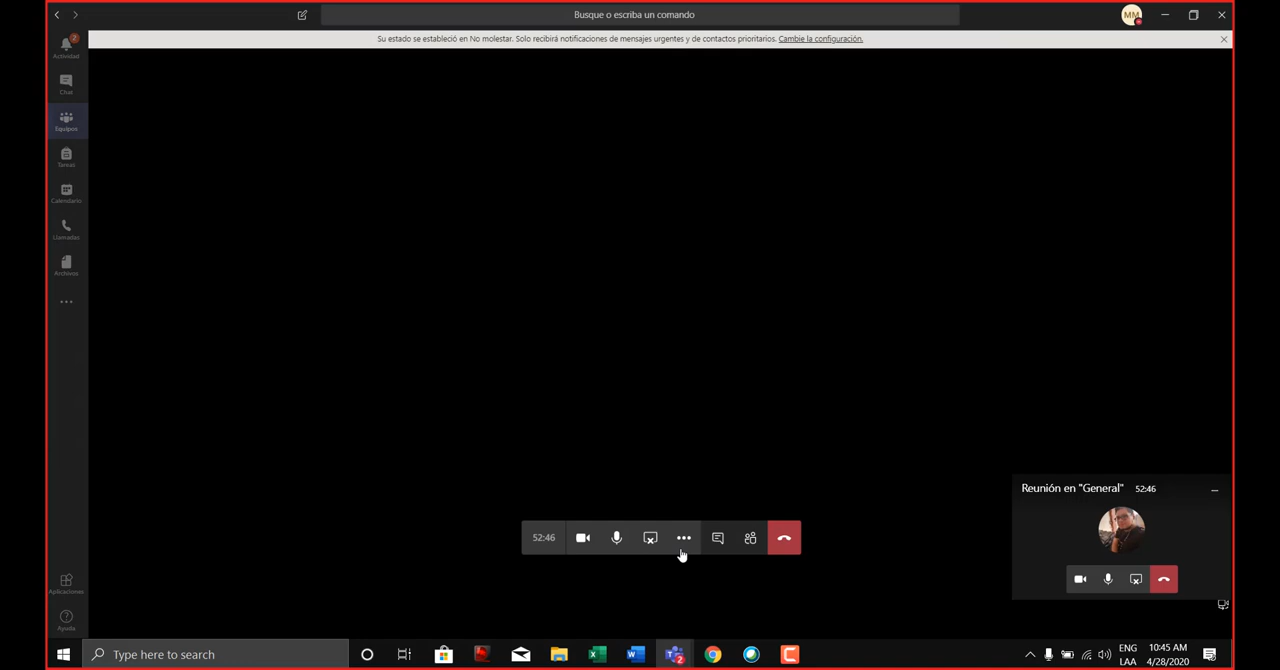 Busque o escriba un comando
MM
Su estado se estableció en No molestar. Solo recibirá notificaciones de mensajes urgentes y de contactos prioritarios. Cambie la configuración.
2
Actividad
Chat
Equipos
Tareas
Calendario
Llamadas
Archivos
Reunión en "General" 52:46
52:46
Aplicaciones
Ayuda
Type here to search
2
ENG
LAA
10:45 AM
4/28/2020